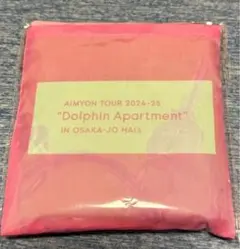 AIMYON TOUR 2024-25
"Dolphin Apartment"
IN OSAKA-JO HALL